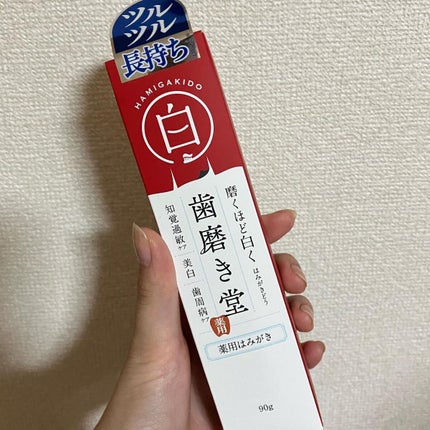 ツル
ツル
長持ち
HAMIGAKIDO
白
磨くほど白く
はみがきどう
歯磨き堂
薬用
知覚過敏ケア
美白
歯周病ケア
薬用はみがき
90g